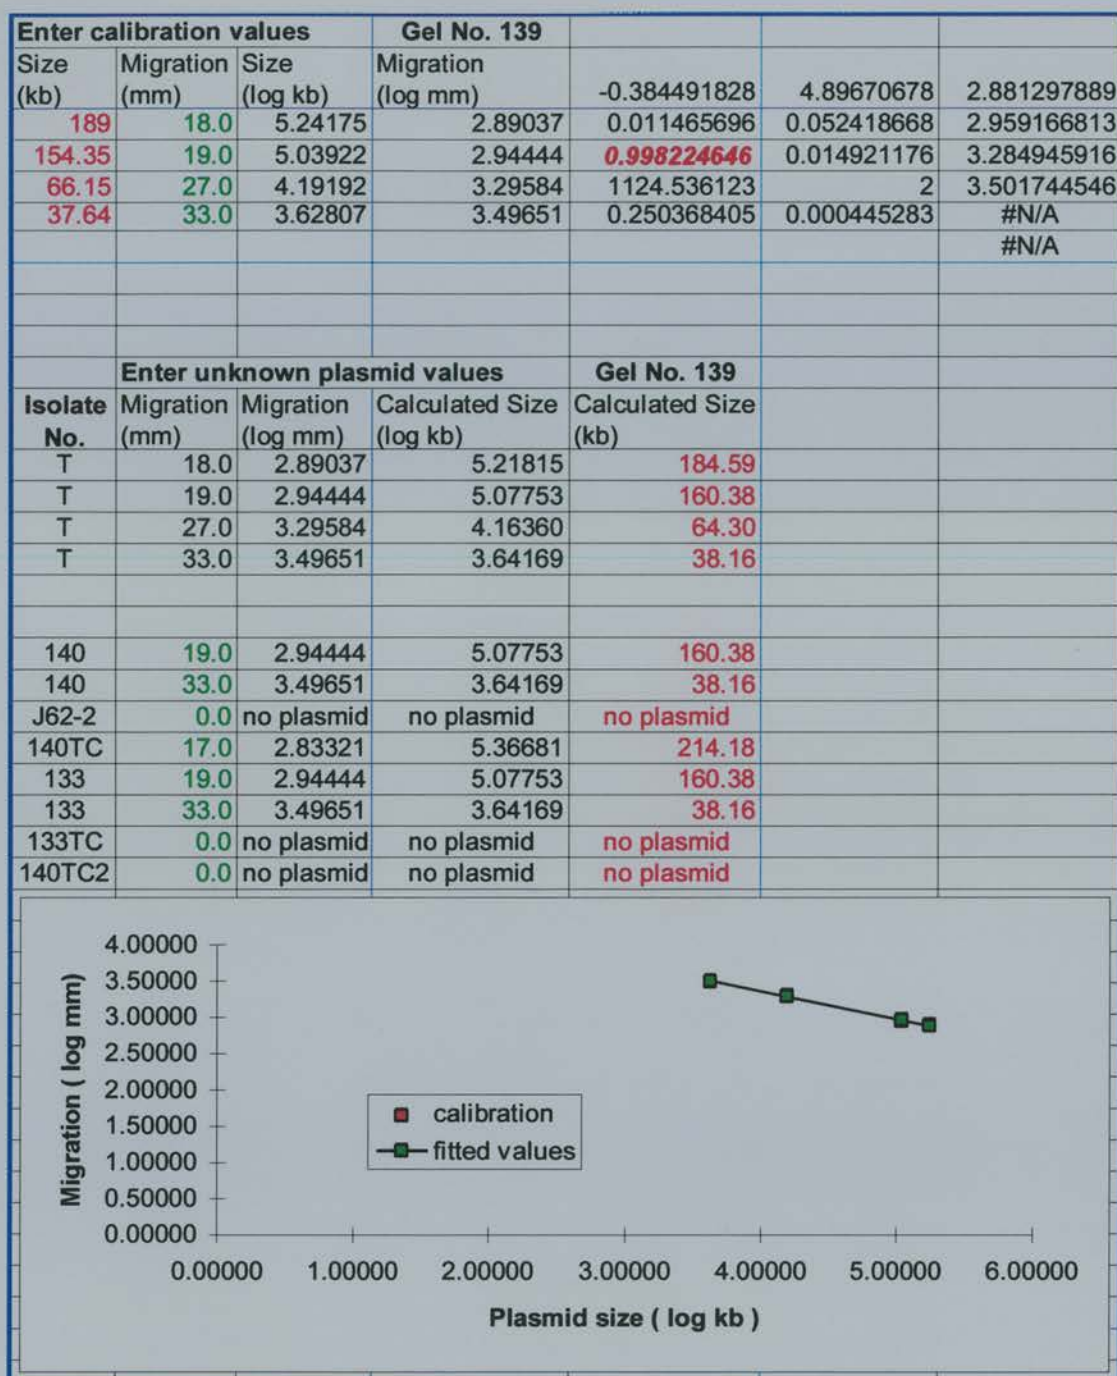 Enter calibration values Gel No. 139
Size Migration Size Migration
(kb) (mm) (log kb) (log mm) -0.384491828 4.89670678 2.881297889
189 18.0 5.24175 2.89037 0.011465696 0.052418668 2.959166813
154.35 19.0 5.03922 2.94444 0.998224646 0.014921176 3.284945916
66.15 27.0 4.19192 3.29584 1124.536123 2 3.501744546
37.64 33.0 3.62807 3.49651 0.250368405 0.000445283 #N/A
#N/A
Enter unknown plasmid values Gel No. 139
Isolate Migration Migration Calculated Size Calculated Size
No. (mm) (log mm) (log kb) (kb)
T 18.0 2.89037 5.21815 184.59
T 19.0 2.94444 5.07753 160.38
T 27.0 3.29584 4.16360 64.30
T 33.0 3.49651 3.64169 38.16
140 19.0 2.94444 5.07753 160.38
140 33.0 3.49651 3.64169 38.16
J62-2 0.0 no plasmid no plasmid no plasmid
140TC 17.0 2.83321 5.36681 214.18
133 19.0 2.94444 5.07753 160.38
133 33.0 3.49651 3.64169 38.16
133TC 0.0 no plasmid no plasmid no plasmid
140TC2 0.0 no plasmid no plasmid no plasmid
Migration ( log mm)
4.00000
3.50000
3.00000
2.50000
2.00000
1.50000
1.00000
0.50000
0.00000
calibration
fitted values
0.00000 1.00000 2.00000 3.00000 4.00000 5.00000 6.00000
Plasmid size ( log kb )